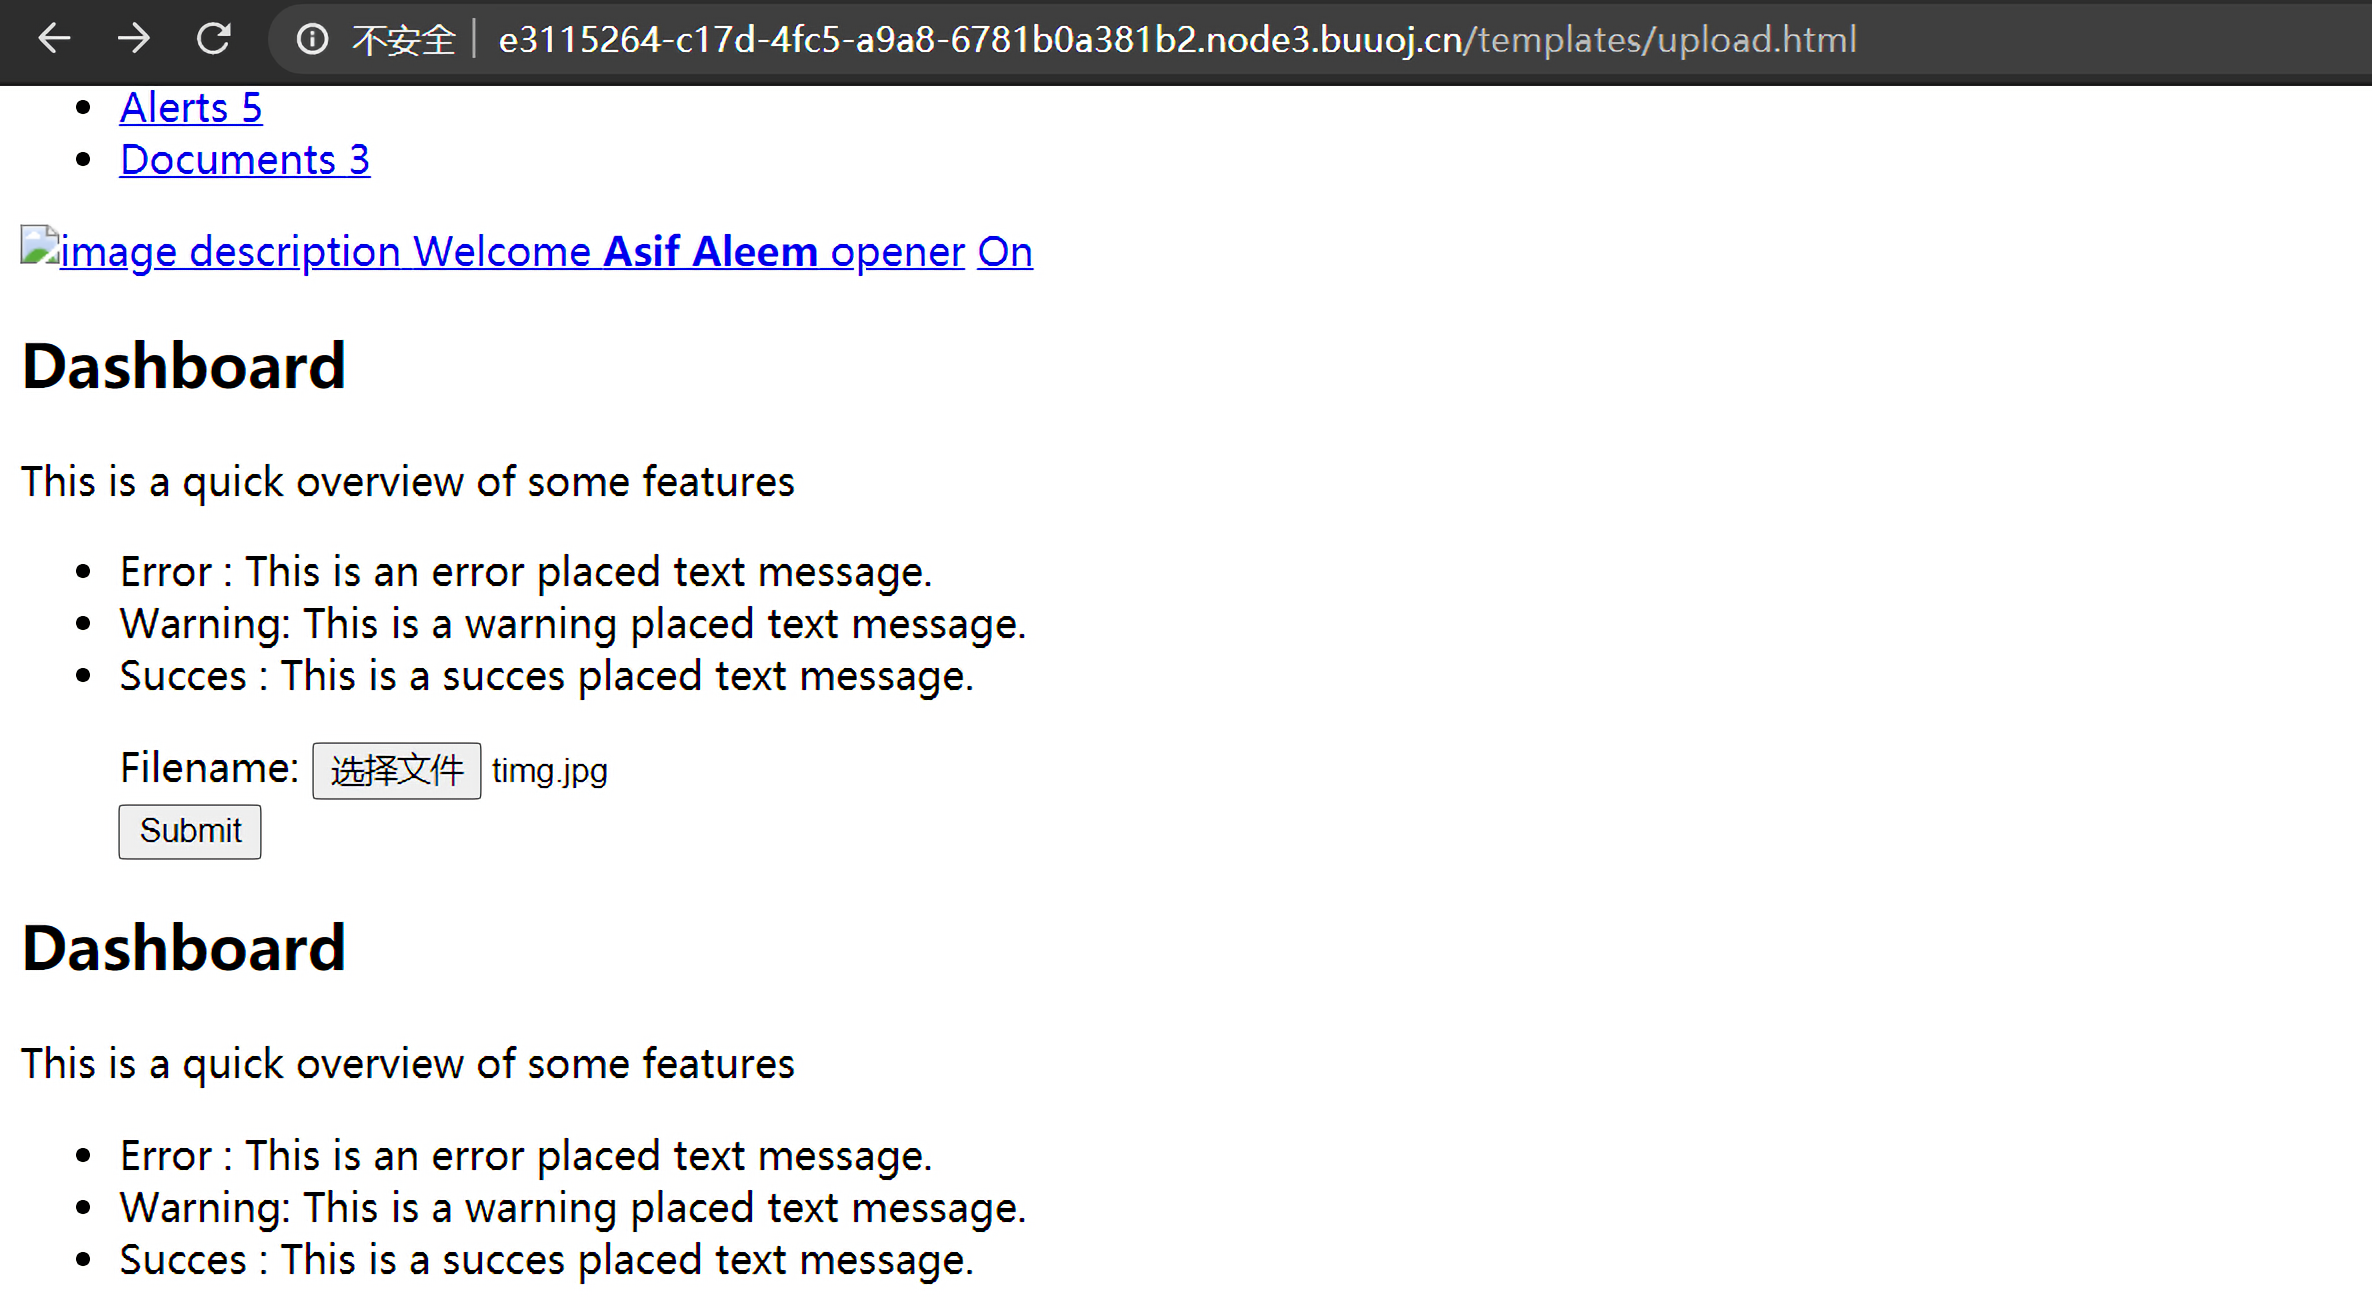 不安全 e3115264-c17d-4fc5-a9a8-6781b0a381b2.node3.buuoj.cn/templates/upload.html
Alerts 5
Documents 3
image description Welcome Asif Aleem opener On
Dashboard
This is a quick overview of some features
Error : This is an error placed text message.
Warning: This is a warning placed text message.
Succes : This is a succes placed text message.
Filename: 选择文件 timg.jpg
Submit
Dashboard
This is a quick overview of some features
Error : This is an error placed text message.
Warning: This is a warning placed text message.
Succes : This is a succes placed text message.